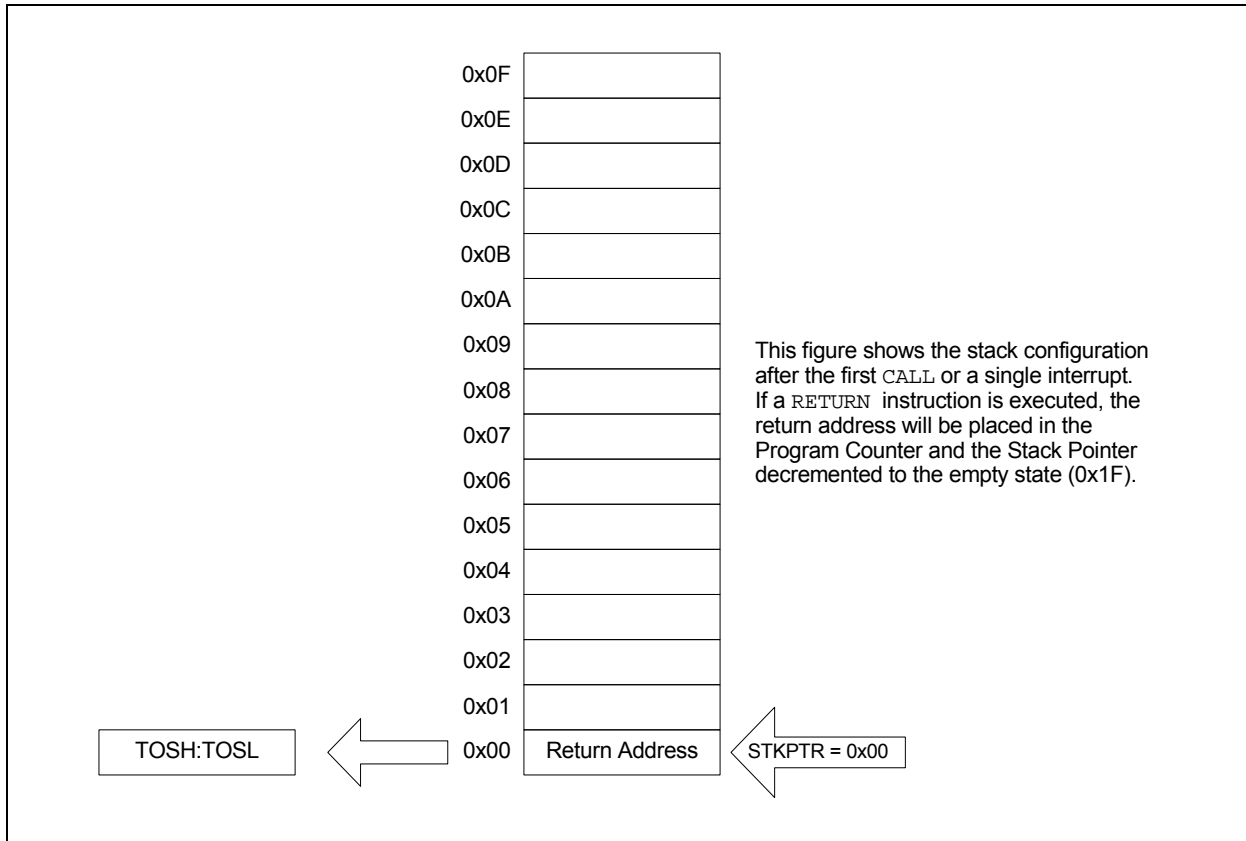 0x0F
0x0E
0x0D
0x0C
0x0B
0x0A
0x09
0x08
0x07
0x06
0x05
0x04
0x03
0x02
0x01
0x00
This figure shows the stack configuration
after the first CALL or a single interrupt.
If a RETURN instruction is executed, the
return address will be placed in the
Program Counter and the Stack Pointer
decremented to the empty state (0x1F).
TOSH:TOSL
Return Address
STKPTR = 0x00